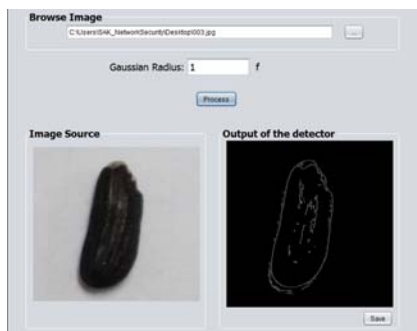 Browse Image
C:\Users\SAK_NetworkSecurity\Desktop\003.jpg
...
Gaussian Radius: 1 f
Process
Image Source
Output of the detector
Save